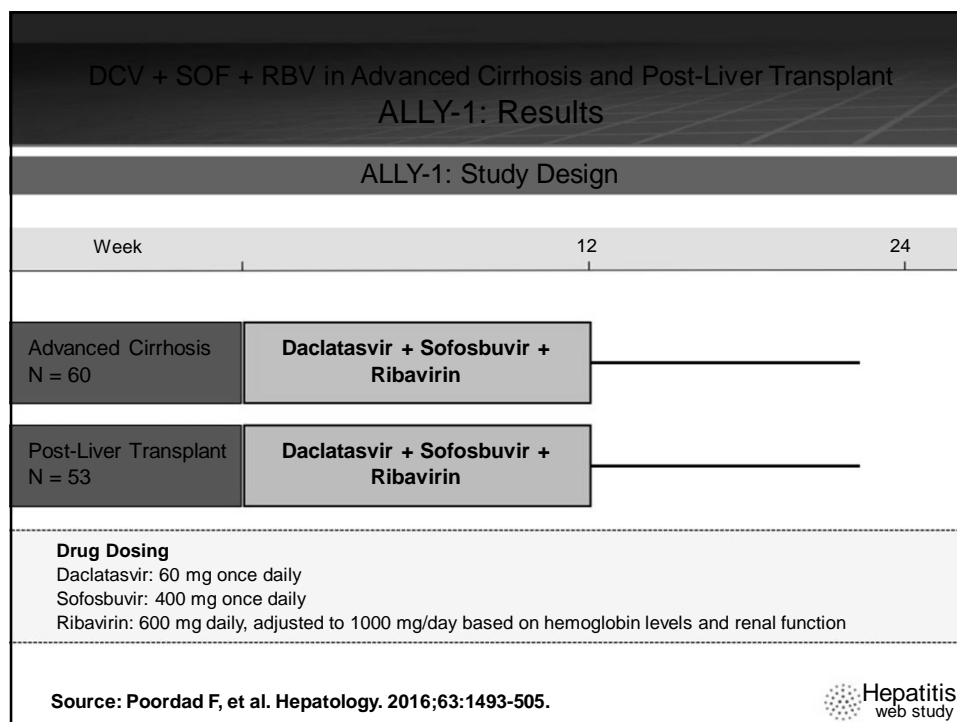 DCV + SOF + RBV in Advanced Cirrhosis and Post-Liver Transplant
ALLY-1: Results
ALLY-1: Study Design
Week 12 24
Advanced Cirrhosis
N = 60
Daclatasvir + Sofosbuvir +
Ribavirin
Post-Liver Transplant
N = 53
Daclatasvir + Sofosbuvir +
Ribavirin
Drug Dosing
Daclatasvir: 60 mg once daily
Sofosbuvir: 400 mg once daily
Ribavirin: 600 mg daily, adjusted to 1000 mg/day based on hemoglobin levels and renal function
Source: Poordad F, et al. Hepatology. 2016;63:1493-505.
Hepatitis
web study